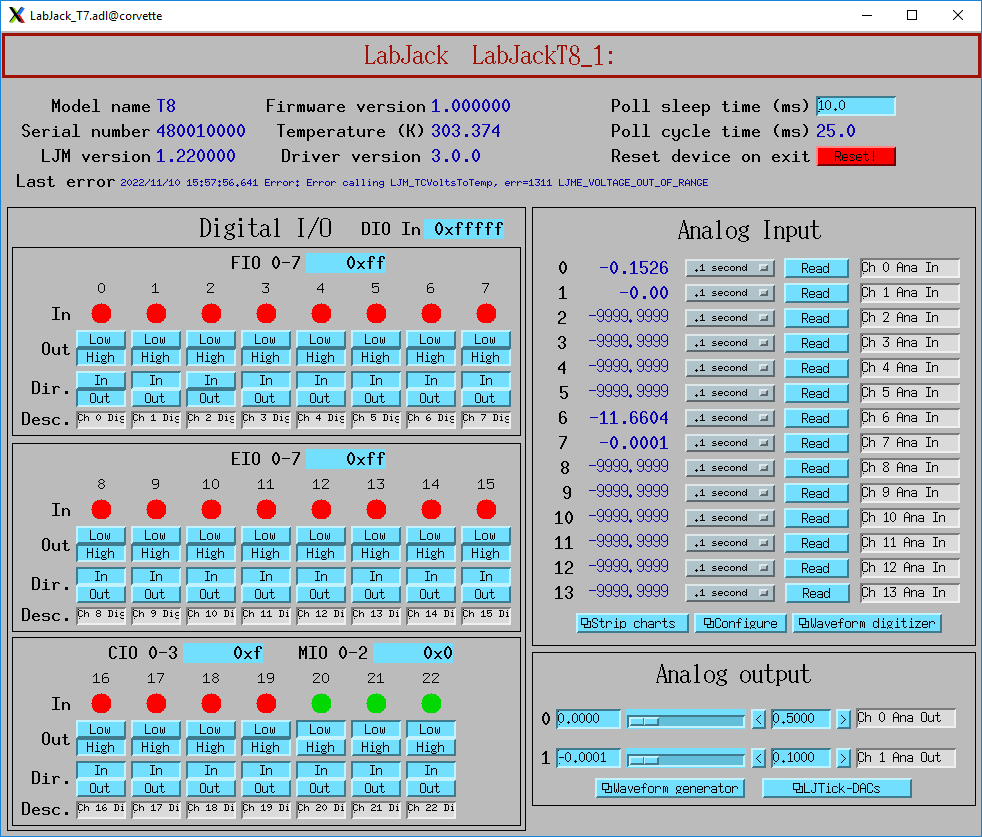 LabJack_T7.adl@corvette
LabJack LabJackT8_1:
Model name T8 Firmware version 1.000000 Poll sleep time (ms) 10.0
Serial number 480010000 Temperature (K) 303.374 Poll cycle time (ms) 25.0
LJM version 1.220000 Driver version 3.0.0 Reset device on exit Reset!
Last error 2022/11/10 15:57:56.641 Error: Error calling LJM_TCVoltsToTemp, err=1311 LJME_VOLTAGE_OUT_OF_RANGE
Digital I/O DIO In 0xfffff
FIO 0-7 0xff
0 1 2 3 4 5 6 7
In
Out Low Low Low Low Low Low Low Low
High High High High High High High High
Dir. In In In In In In In In
Out Out Out Out Out Out Out Out
Desc. Ch 0 Dig Ch 1 Dig Ch 2 Dig Ch 3 Dig Ch 4 Dig Ch 5 Dig Ch 6 Dig Ch 7 Dig
EIO 0-7 0xff
8 9 10 11 12 13 14 15
In
Out Low Low Low Low Low Low Low Low
High High High High High High High High
Dir. In In In In In In In In
Out Out Out Out Out Out Out Out
Desc. Ch 8 Dig Ch 9 Dig Ch 10 Di Ch 11 Di Ch 12 Di Ch 13 Di Ch 14 Di Ch 15 Di
CIO 0-3 0xf MIO 0-2 0x0
16 17 18 19 20 21 22
In
Out Low Low Low Low Low Low Low
High High High High High High High
Dir. In In In In In In In
Out Out Out Out Out Out Out
Desc. Ch 16 Di Ch 17 Di Ch 18 Di Ch 19 Di Ch 20 Di Ch 21 Di Ch 22 Di
Analog Input
0 -0.1526 .1 second Read Ch 0 Ana In
1 -0.00 .1 second Read Ch 1 Ana In
2 -9999.9999 .1 second Read Ch 2 Ana In
3 -9999.9999 .1 second Read Ch 3 Ana In
4 -9999.9999 .1 second Read Ch 4 Ana In
5 -9999.9999 .1 second Read Ch 5 Ana In
6 -11.6604 .1 second Read Ch 6 Ana In
7 -0.0001 .1 second Read Ch 7 Ana In
8 -9999.9999 .1 second Read Ch 8 Ana In
9 -9999.9999 .1 second Read Ch 9 Ana In
10 -9999.9999 .1 second Read Ch 10 Ana In
11 -9999.9999 .1 second Read Ch 11 Ana In
12 -9999.9999 .1 second Read Ch 12 Ana In
13 -9999.9999 .1 second Read Ch 13 Ana In
Strip charts Configure Waveform digitizer
Analog output
0 0.0000 < 0.5000 > Ch 0 Ana Out
1 -0.0001 < 0.1000 > Ch 1 Ana Out
Waveform generator LJTick-DACs